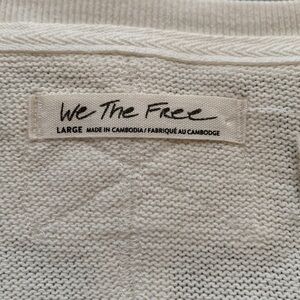 We The Free
LARGE MADE IN CAMBODIA / FABRIQUÉ AU CAMBODGE